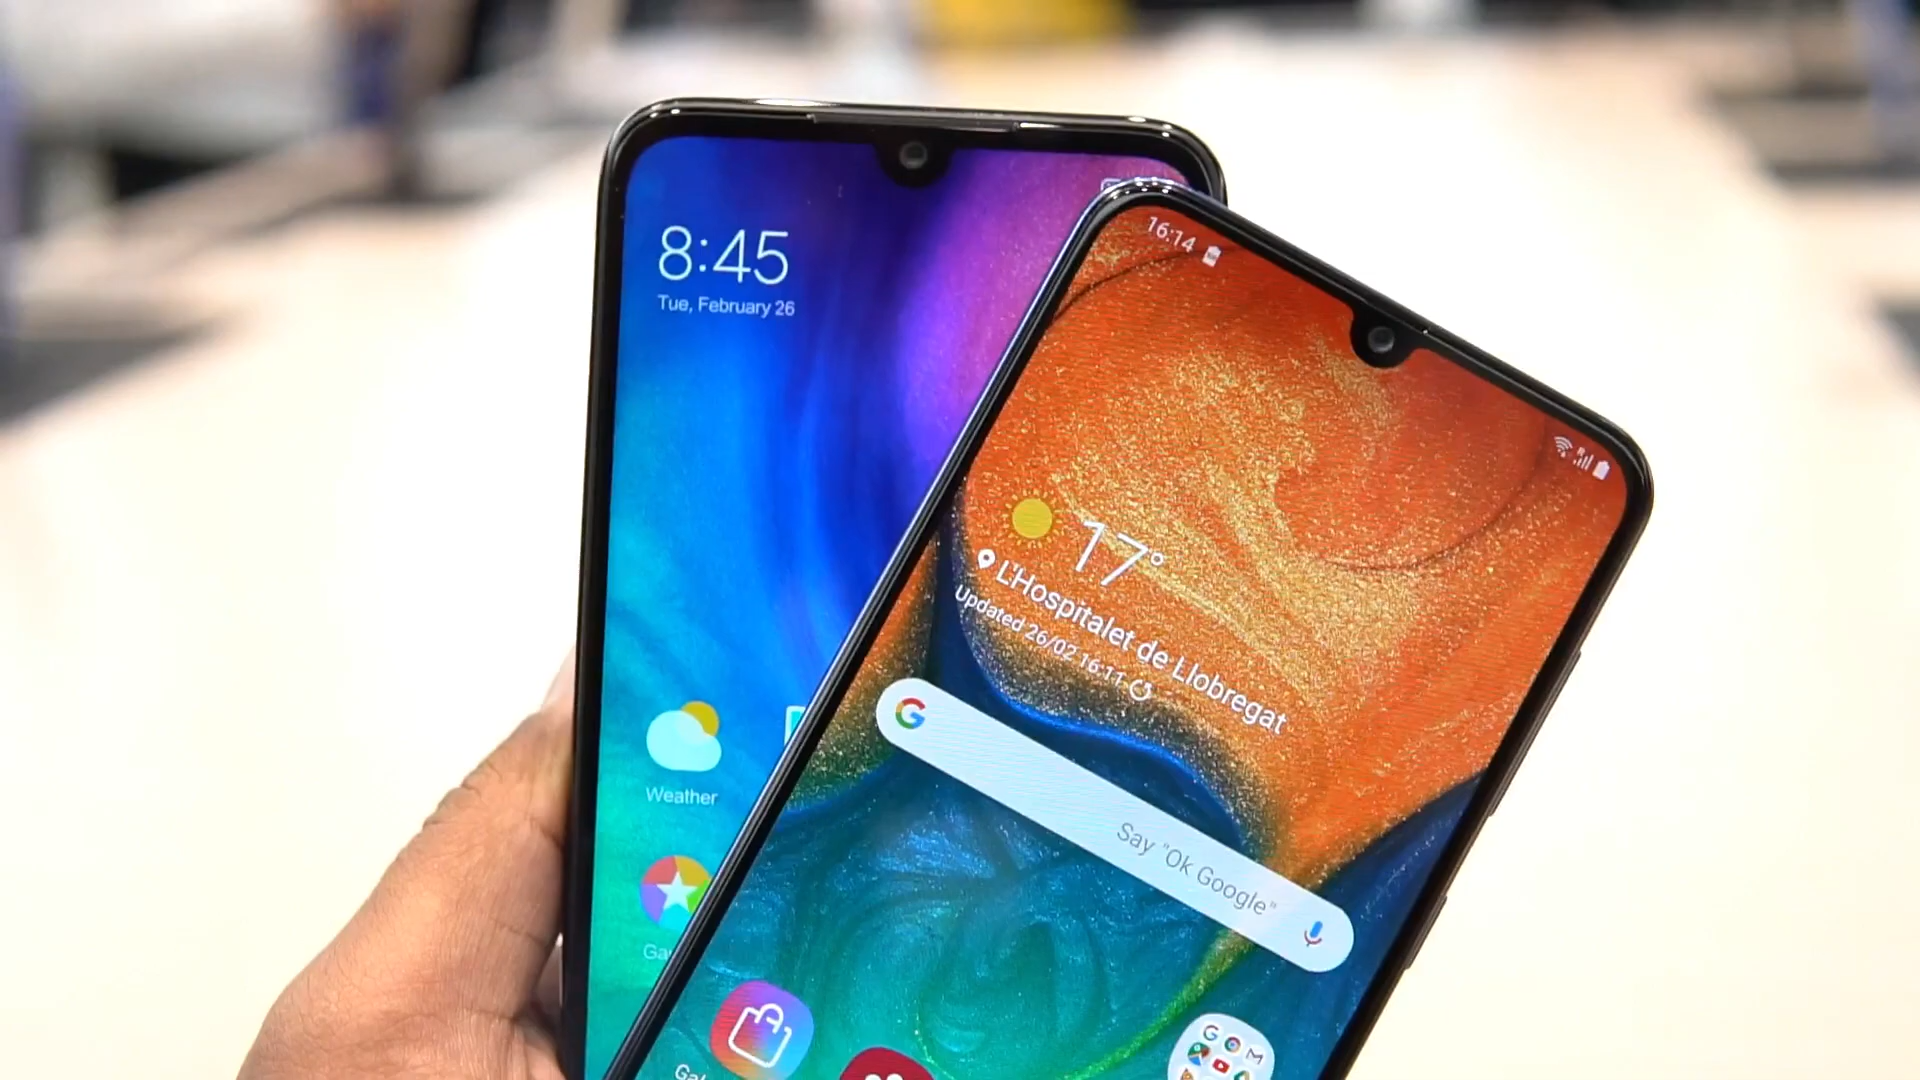 8:45
Tue, February 26
Weather
16:14
17°
L'Hospitalet de Llobregat
Updated 26/02 16:11
G
Say "Ok Google"
G M